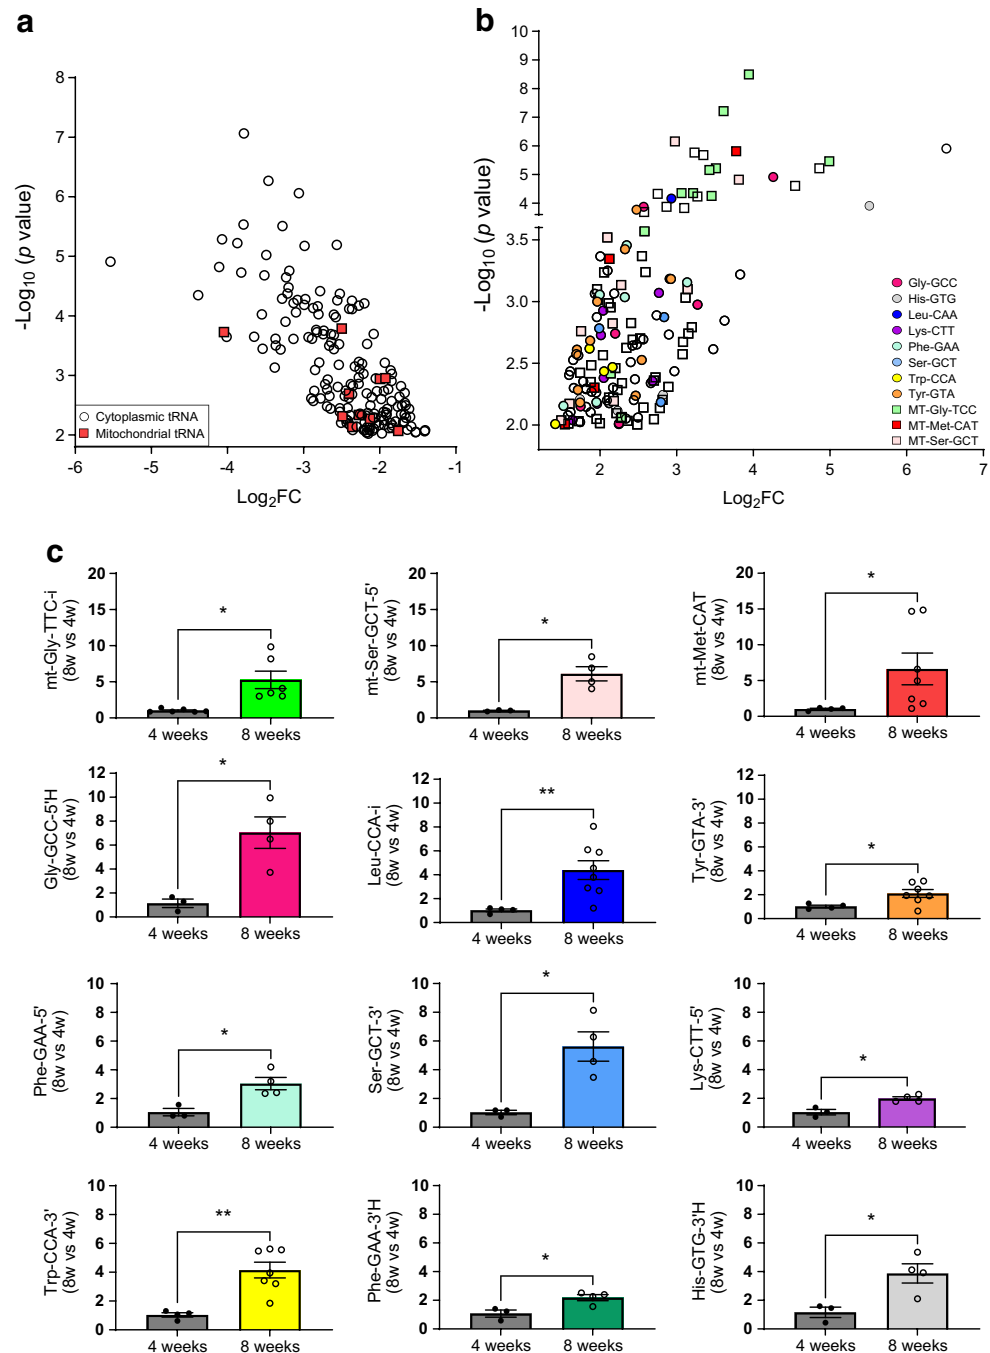 a
8
7
6
5
4
3
2
-6
-5
-4
-3
-2
-1
-Log10 (p value)
Log2FC
Cytoplasmic tRNA
Mitochondrial tRNA
b
10
9
8
7
6
5
4
3.5
3.0
2.5
2.0
2
3
4
5
6
7
-Log10 (p value)
Log2FC
Gly-GCC
His-GTG
Leu-CAA
Lys-CTT
Phe-GAA
Ser-GCT
Trp-CCA
Tyr-GTA
MT-Gly-TCC
MT-Met-CAT
MT-Ser-GCT
c
mt-Gly-TTC-i
(8w vs 4w)
20
15
10
5
0
*
4 weeks
8 weeks
mt-Ser-GCT-5'
(8w vs 4w)
20
15
10
5
0
*
4 weeks
8 weeks
mt-Met-CAT
(8w vs 4w)
20
15
10
5
0
*
4 weeks
8 weeks
Gly-GCC-5'H
(8w vs 4w)
12
10
8
6
4
2
0
*
4 weeks
8 weeks
Leu-CCA-i
(8w vs 4w)
12
10
8
6
4
2
0
**
4 weeks
8 weeks
Tyr-GTA-3'
(8w vs 4w)
12
10
8
6
4
2
0
*
4 weeks
8 weeks
Phe-GAA-5'
(8w vs 4w)
10
8
6
4
2
0
*
4 weeks
8 weeks
Ser-GCT-3'
(8w vs 4w)
10
8
6
4
2
0
*
4 weeks
8 weeks
Lys-CTT-5'
(8w vs 4w)
10
8
6
4
2
0
*
4 weeks
8 weeks
Trp-CCA-3'
(8w vs 4w)
10
8
6
4
2
0
**
4 weeks
8 weeks
Phe-GAA-3'H
(8w vs 4w)
10
8
6
4
2
0
*
4 weeks
8 weeks
His-GTG-3'H
(8w vs 4w)
10
8
6
4
2
0
*
4 weeks
8 weeks